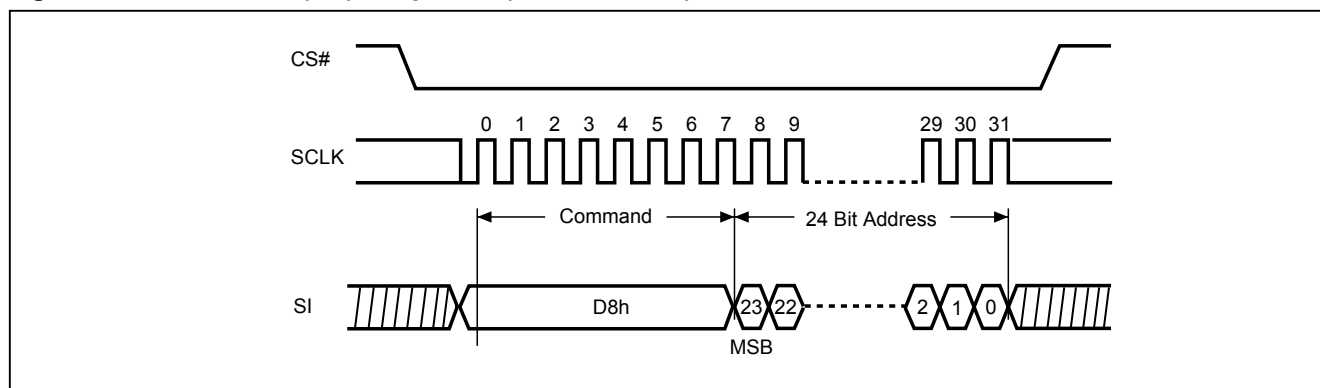 CS#
0 1 2 3 4 5 6 7 8 9 29 30 31
SCLK
Command 24 Bit Address
SI D8h 23 22 2 1 0
MSB